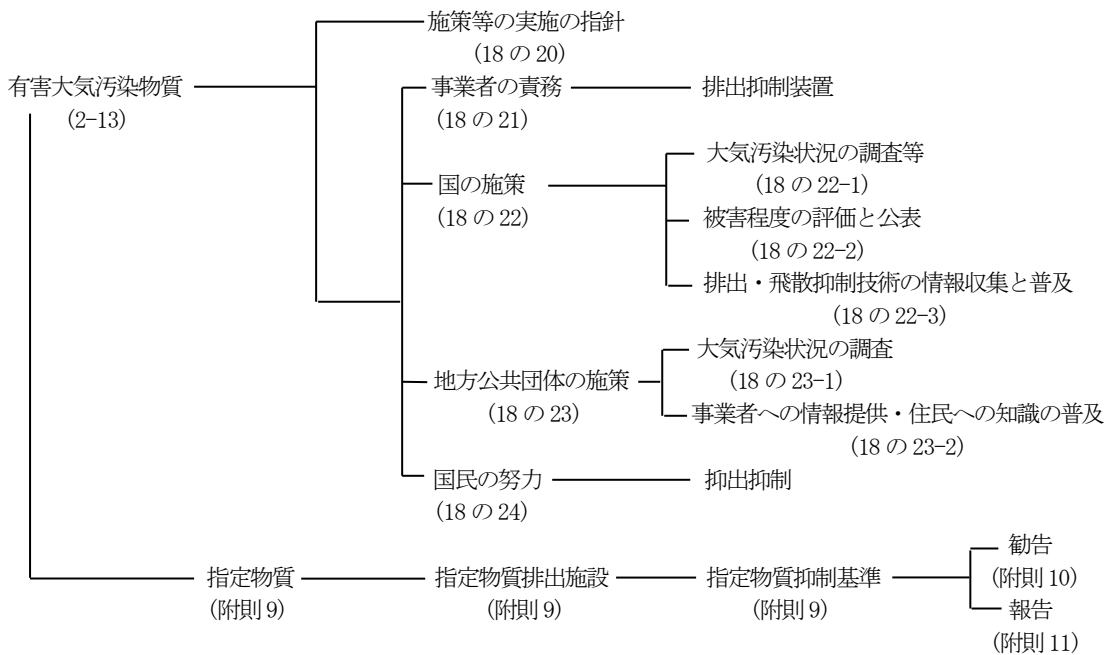 施策等の実施の指針
(18 の 20)
有害大気汚染物質
(2-13)
事業者の責務
(18 の 21)
排出抑制装置
国の施策
(18 の 22)
大気汚染状況の調査等
(18 の 22-1)
被害程度の評価と公表
(18 の 22-2)
排出・飛散抑制技術の情報収集と普及
(18 の 22-3)
地方公共団体の施策
(18 の 23)
大気汚染状況の調査
(18 の 23-1)
事業者への情報提供・住民への知識の普及
(18 の 23-2)
国民の努力
(18 の 24)
抑出抑制
指定物質
(附則 9)
指定物質排出施設
(附則 9)
指定物質抑制基準
(附則 9)
勧告
(附則 10)
報告
(附則 11)